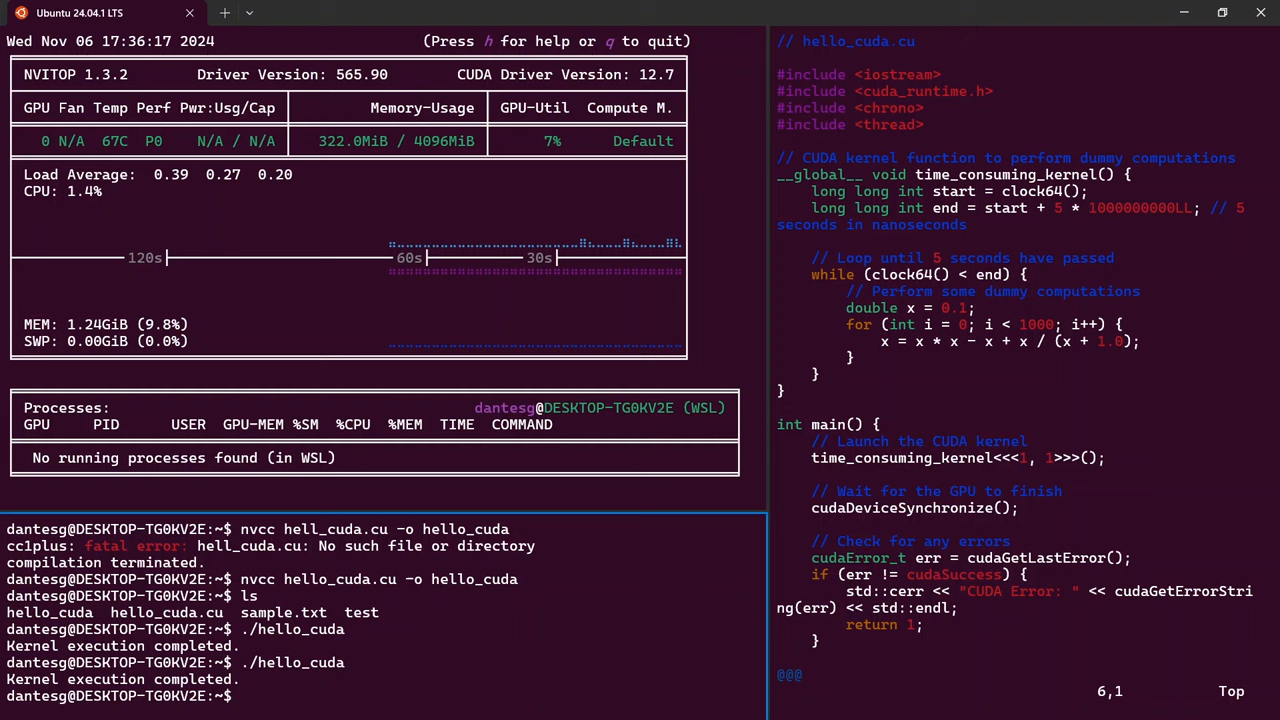 Ubuntu 24.04.1 LTS
Wed Nov 06 17:36:17 2024 (Press h for help or q to quit)
NVITOP 1.3.2 Driver Version: 565.90 CUDA Driver Version: 12.7
GPU Fan Temp Perf Pwr:Usg/Cap Memory-Usage GPU-Util Compute M.
0 N/A 67C P0 N/A / N/A 322.0MiB / 4096MiB 7% Default
Load Average: 0.39 0.27 0.20
CPU: 1.4%
120s 60s 30s
MEM: 1.24GiB (9.8%)
SWP: 0.00GiB (0.0%)
Processes: dantesg@DESKTOP-TG0KV2E (WSL)
GPU PID USER GPU-MEM %SM %CPU %MEM TIME COMMAND
No running processes found (in WSL)
dantesg@DESKTOP-TG0KV2E:~$ nvcc hell_cuda.cu -o hello_cuda
cc1plus: fatal error: hell_cuda.cu: No such file or directory
compilation terminated.
dantesg@DESKTOP-TG0KV2E:~$ nvcc hello_cuda.cu -o hello_cuda
dantesg@DESKTOP-TG0KV2E:~$ ls
hello_cuda hello_cuda.cu sample.txt test
dantesg@DESKTOP-TG0KV2E:~$ ./hello_cuda
Kernel execution completed.
dantesg@DESKTOP-TG0KV2E:~$ ./hello_cuda
Kernel execution completed.
dantesg@DESKTOP-TG0KV2E:~$
// hello_cuda.cu
#include <iostream>
#include <cuda_runtime.h>
#include <chrono>
#include <thread>
// CUDA kernel function to perform dummy computations
__global__ void time_consuming_kernel() {
long long int start = clock64();
long long int end = start + 5 * 1000000000LL; // 5
seconds in nanoseconds
// Loop until 5 seconds have passed
while (clock64() < end) {
// Perform some dummy computations
double x = 0.1;
for (int i = 0; i < 1000; i++) {
x = x * x - x + x / (x + 1.0);
}
}
}
int main() {
// Launch the CUDA kernel
time_consuming_kernel<<<1, 1>>>();
// Wait for the GPU to finish
cudaDeviceSynchronize();
// Check for any errors
cudaError_t err = cudaGetLastError();
if (err != cudaSuccess) {
std::cerr << "CUDA Error: " << cudaGetErrorStri
ng(err) << std::endl;
return 1;
}
@@@
6,1 Top